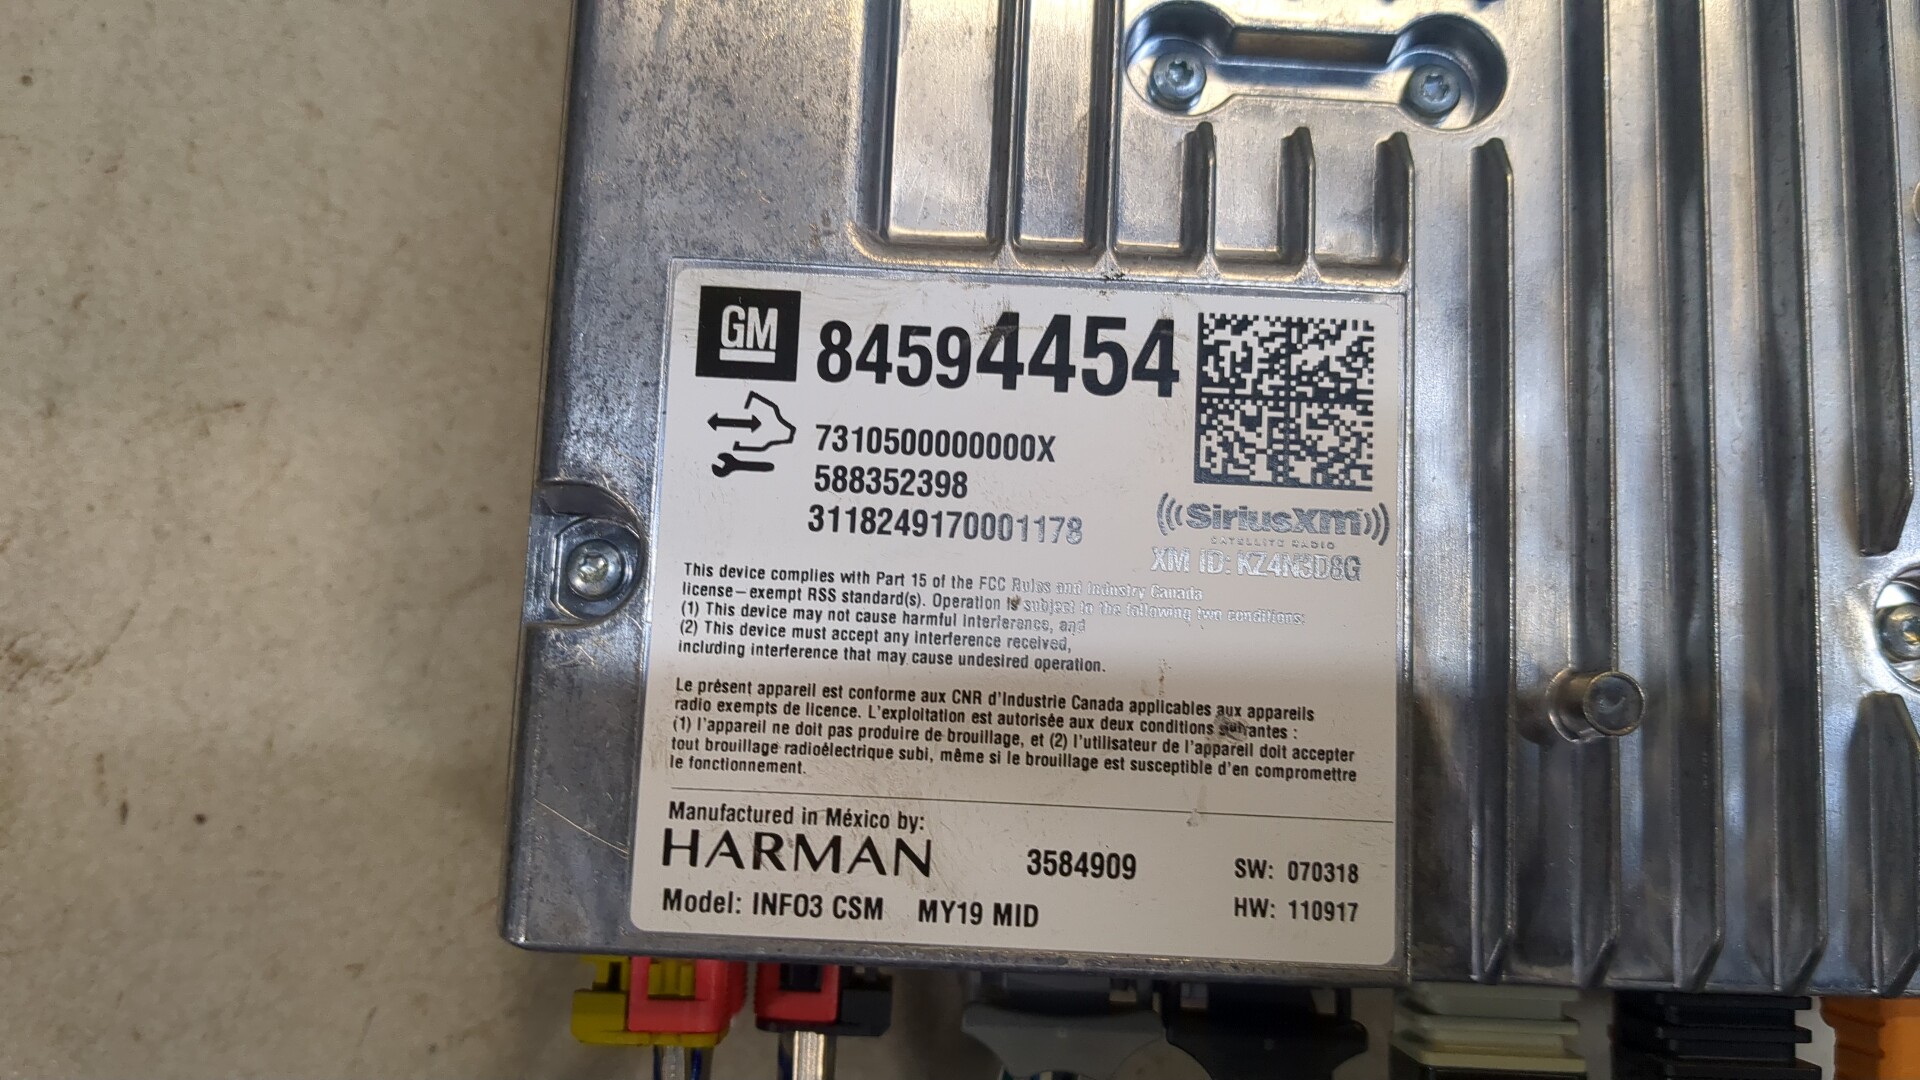 GM 84594454
7310500000000X
588352398
3118249170001178
((SiriusXM))
SATELLITE RADIO
XM ID: KZ4N3D8G
This device complies with Part 15 of the FCC Rules and Industry Canada
license-exempt RSS standard(s). Operation is subject to the following two conditions:
(1) This device may not cause harmful interference, and
(2) This device must accept any interference received,
including interference that may cause undesired operation.
Le présent appareil est conforme aux CNR d'Industrie Canada applicables aux appareils
radio exempts de licence. L'exploitation est autorisée aux deux conditions suivantes :
(1) l'appareil ne doit pas produire de brouillage, et (2) l'utilisateur de l'appareil doit accepter
tout brouillage radioélectrique subi, même si le brouillage est susceptible d'en compromettre
le fonctionnement.
Manufactured in México by:
HARMAN 3584909 SW: 070318
Model: INFO3 CSM MY19 MID HW: 110917